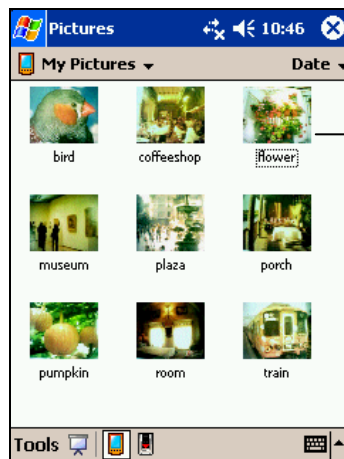 Pictures 10:46
My Pictures Date
bird coffeeshop flower
museum plaza porch
pumpkin room train
Tools